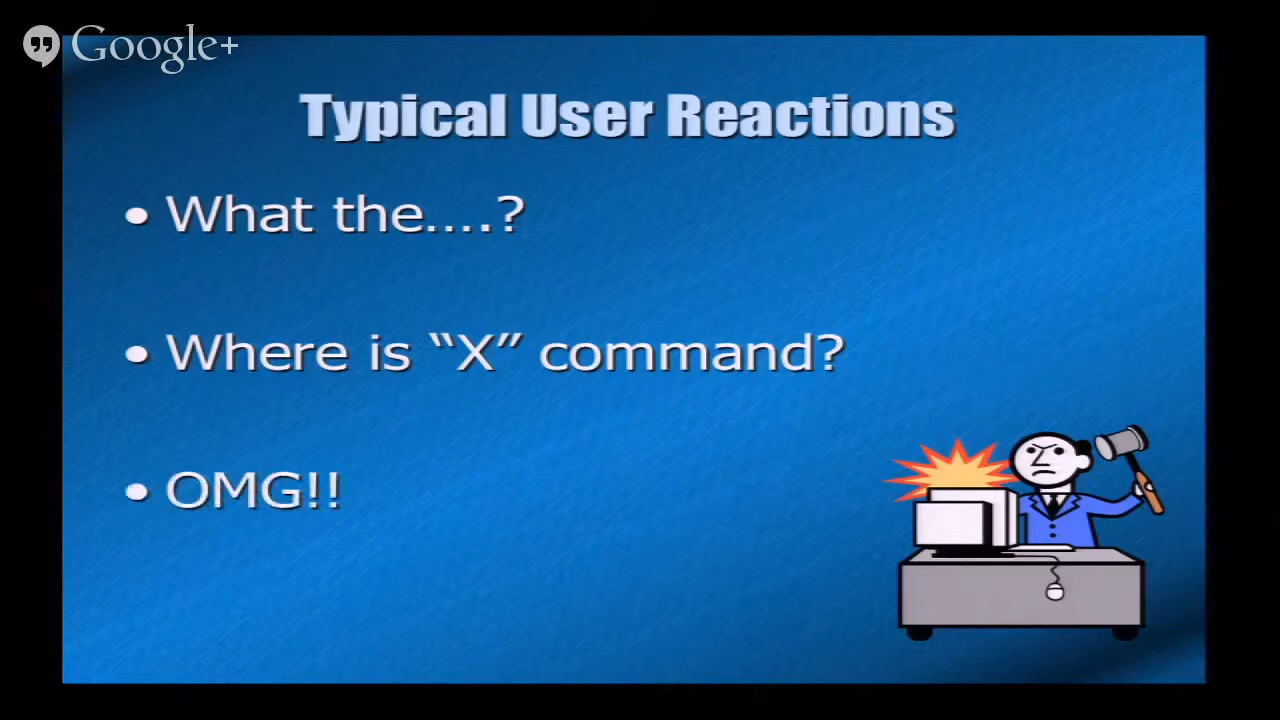 Google+
Typical User Reactions
• What the....?
• Where is “X” command?
• OMG!!